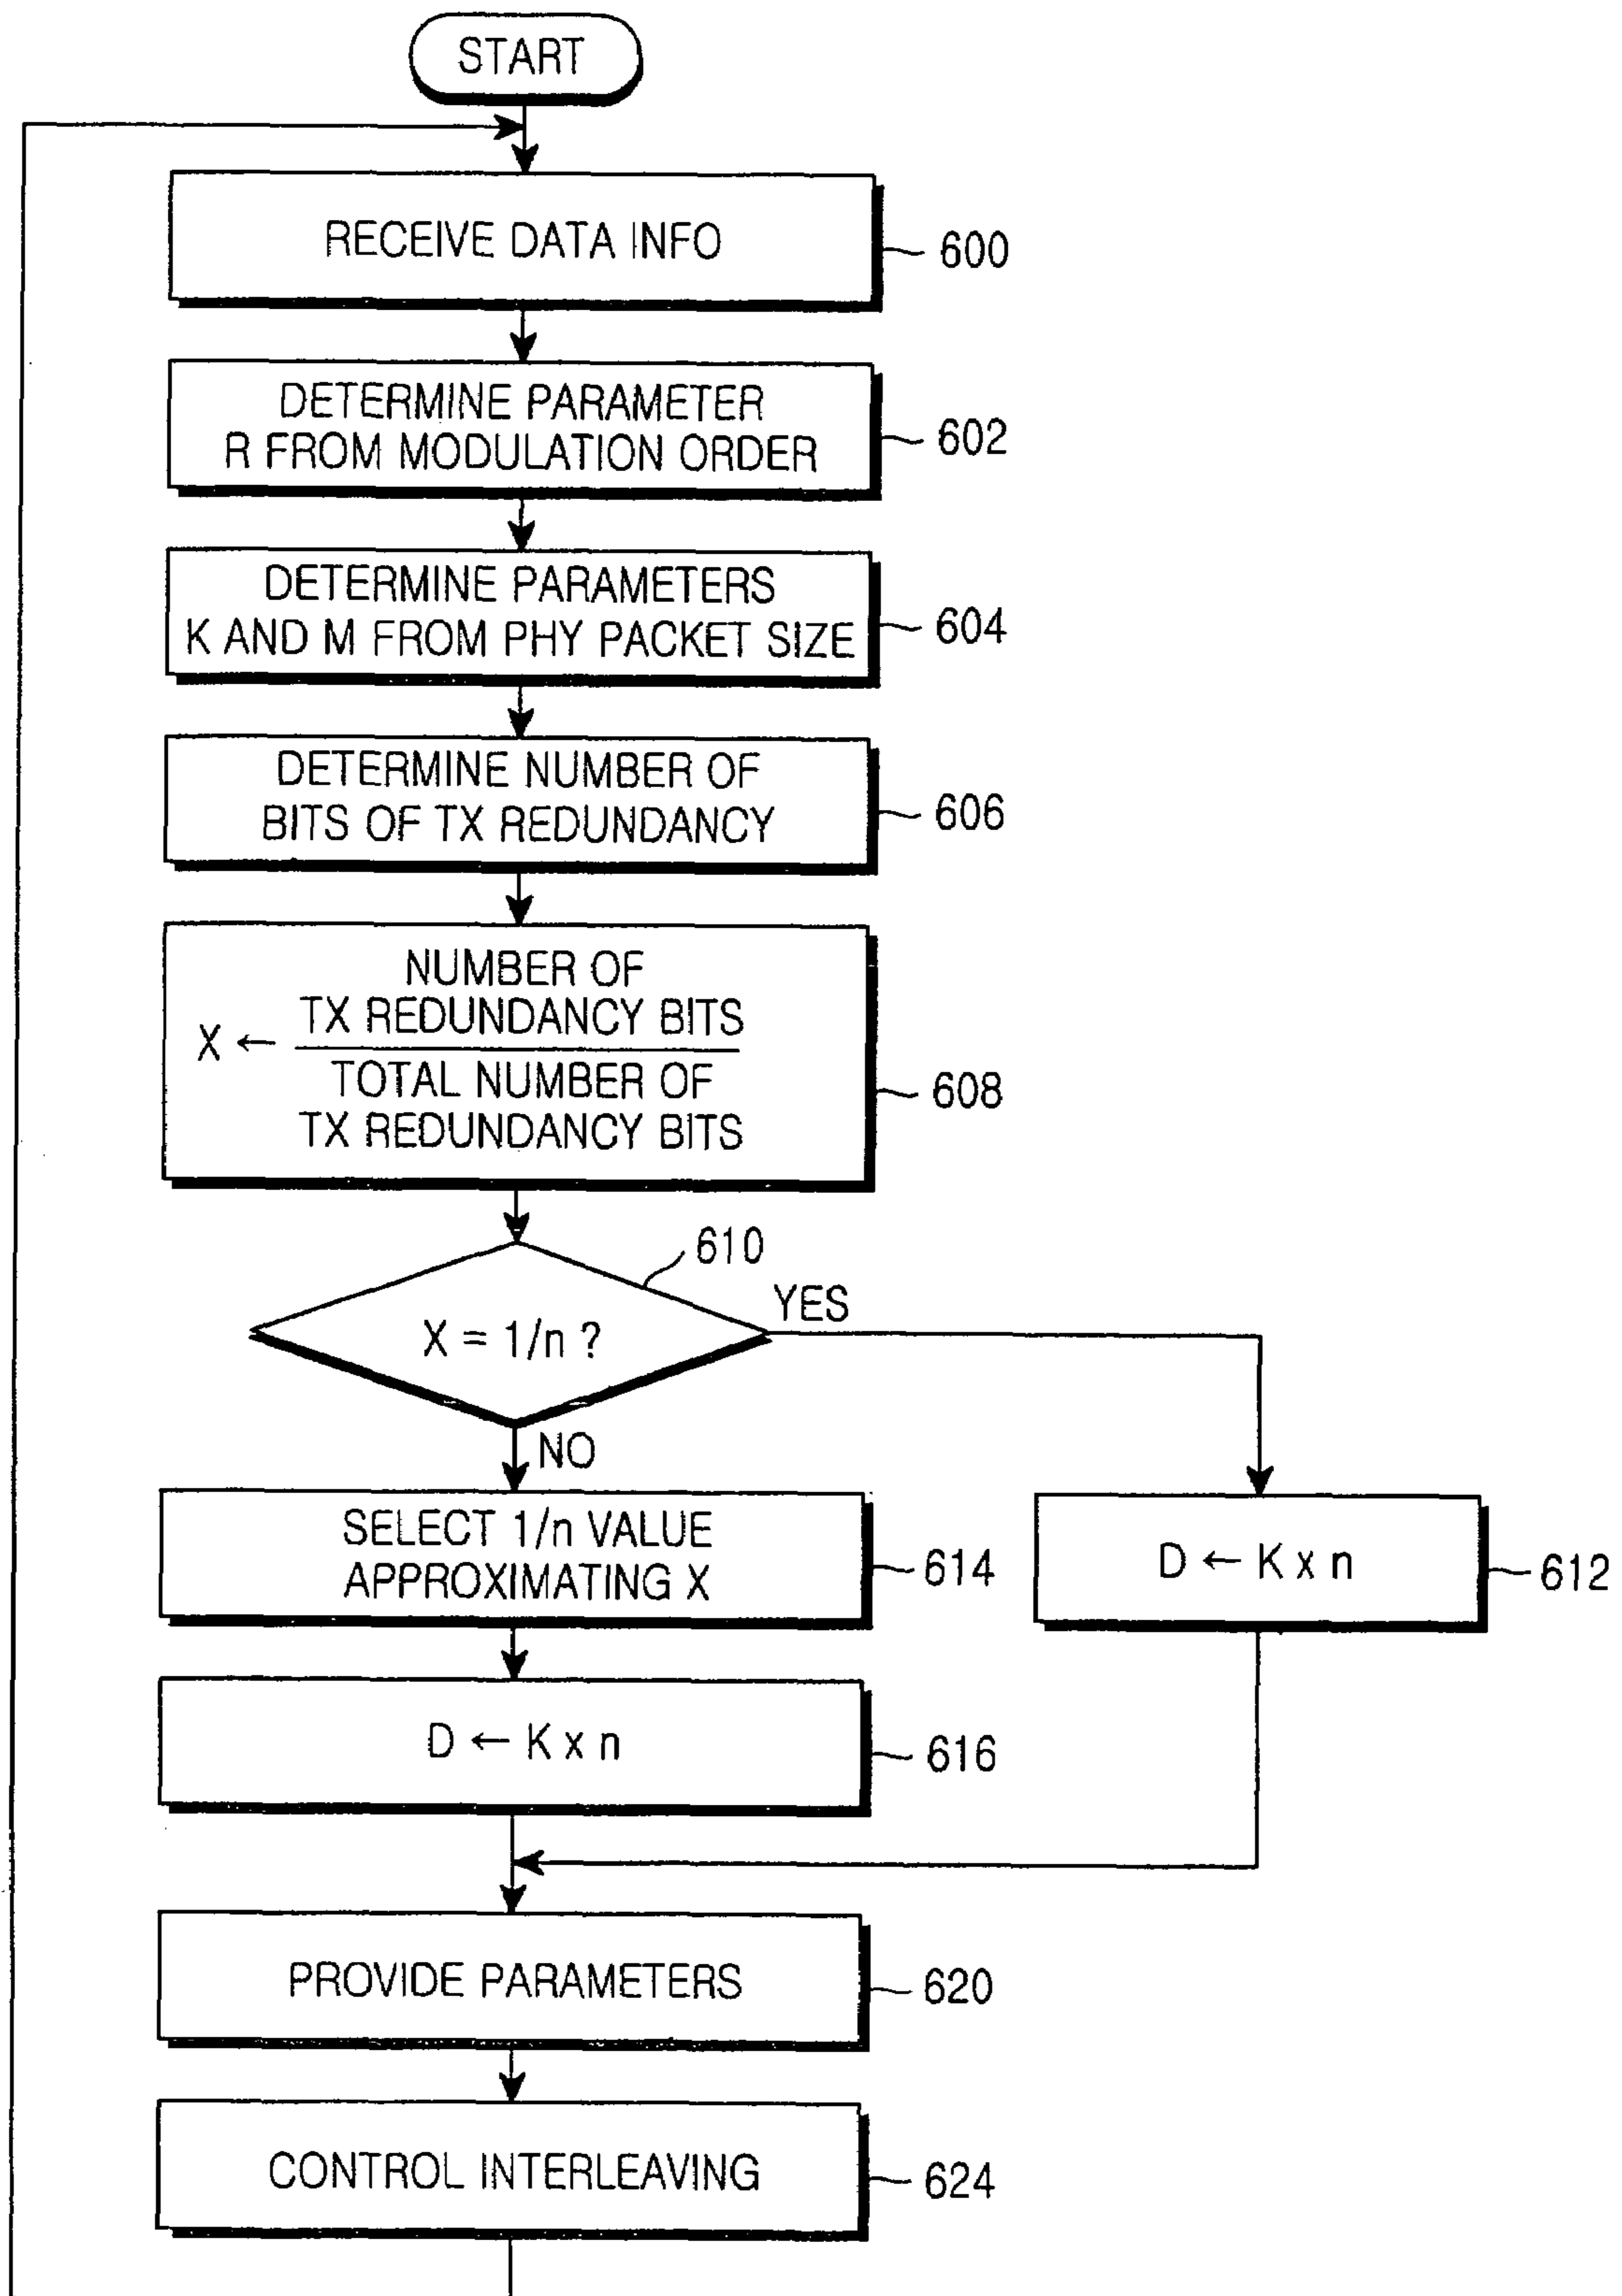 START
RECEIVE DATA INFO
600
DETERMINE PARAMETER
R FROM MODULATION ORDER
602
DETERMINE PARAMETERS
K AND M FROM PHY PACKET SIZE
604
DETERMINE NUMBER OF
BITS OF TX REDUNDANCY
606
NUMBER OF
TX REDUNDANCY BITS
X ←
TOTAL NUMBER OF
TX REDUNDANCY BITS
608
610
X = 1/n ?
YES
NO
SELECT 1/n VALUE
APPROXIMATING X
614
D ← K x n
612
D ← K x n
616
PROVIDE PARAMETERS
620
CONTROL INTERLEAVING
624